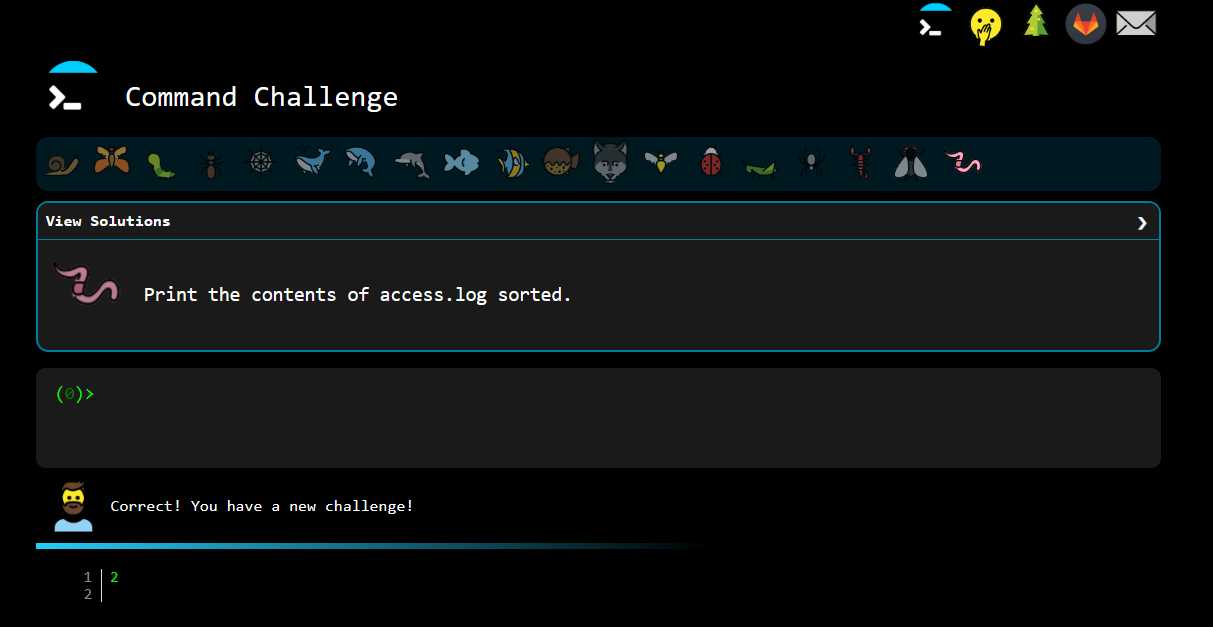 >_
>_
Command Challenge
View Solutions ❯
Print the contents of access.log sorted.
(0)>
Correct! You have a new challenge!
1 2
2